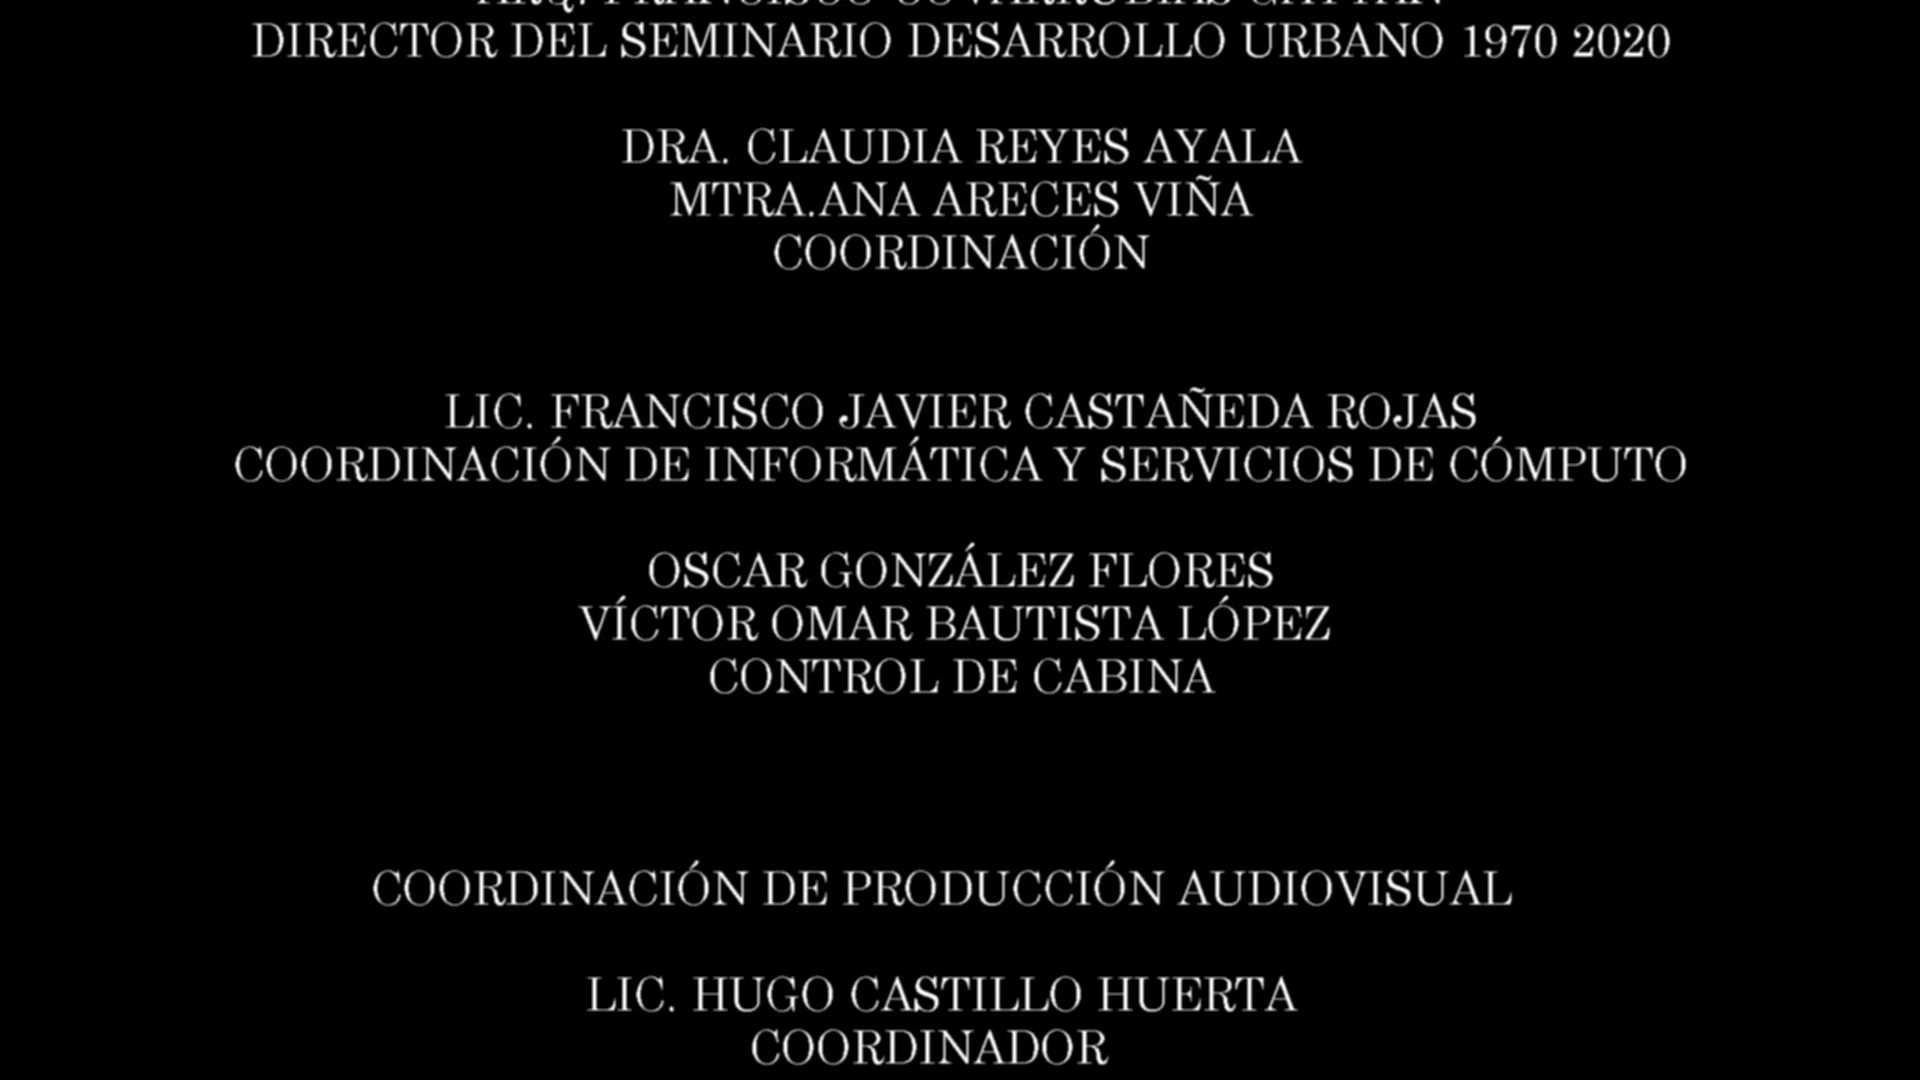 DIRECTOR DEL SEMINARIO DESARROLLO URBANO 1970 2020
DRA. CLAUDIA REYES AYALA
MTRA.ANA ARECES VIÑA
COORDINACIÓN
LIC. FRANCISCO JAVIER CASTAÑEDA ROJAS
COORDINACIÓN DE INFORMÁTICA Y SERVICIOS DE CÓMPUTO
OSCAR GONZÁLEZ FLORES
VÍCTOR OMAR BAUTISTA LÓPEZ
CONTROL DE CABINA
COORDINACIÓN DE PRODUCCIÓN AUDIOVISUAL
LIC. HUGO CASTILLO HUERTA
COORDINADOR